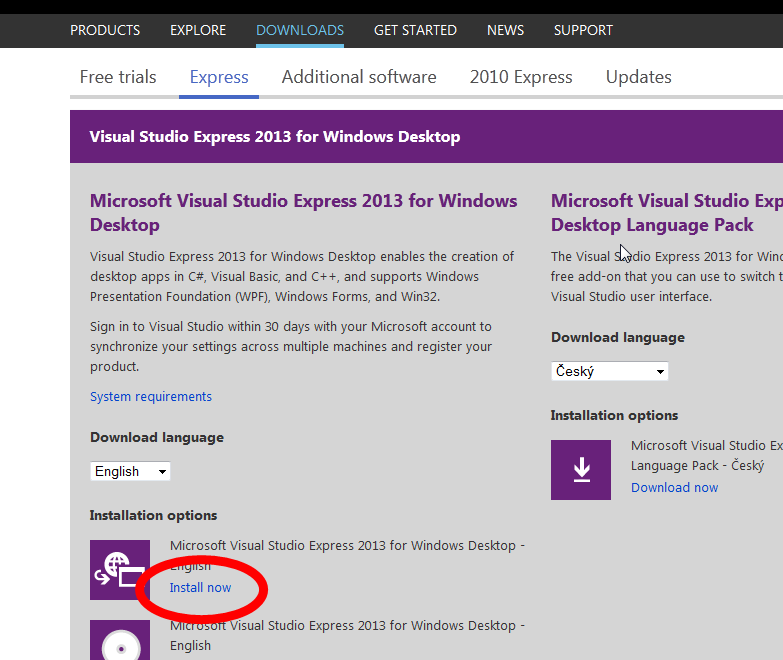 PRODUCTS EXPLORE DOWNLOADS GET STARTED NEWS SUPPORT
Free trials Express Additional software 2010 Express Updates
Visual Studio Express 2013 for Windows Desktop
Microsoft Visual Studio Express 2013 for Windows
Desktop
Visual Studio Express 2013 for Windows Desktop enables the creation of
desktop apps in C#, Visual Basic, and C++, and supports Windows
Presentation Foundation (WPF), Windows Forms, and Win32.
Sign in to Visual Studio within 30 days with your Microsoft account to
synchronize your settings across multiple machines and register your
product.
System requirements
Download language
English
Installation options
Microsoft Visual Studio Express 2013 for Windows Desktop -
English
Install now
Microsoft Visual Studio Express 2013 for Windows Desktop -
English
Microsoft Visual Studio Exp
Desktop Language Pack
The Visual Studio Express 2013 for Wind
free add-on that you can use to switch t
Visual Studio user interface.
Download language
Český
Installation options
Microsoft Visual Studio Ex
Language Pack - Český
Download now